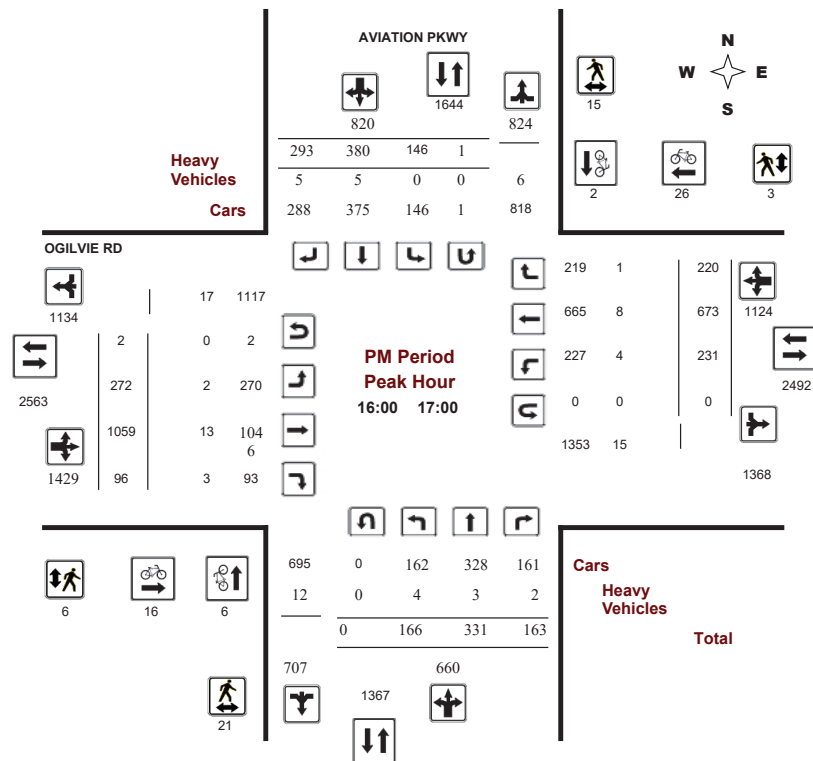 AVIATION PKWY
N
W E
S
1644
15
820 824
293 380 146 1
Heavy
Vehicles
5 5 0 0 6
2 26 3
Cars 288 375 146 1 818
OGILVIE RD
219 1 220
1134 17 1117
665 8 673 1124
2 0 2
PM Period
Peak Hour
227 4 231
2563 272 2 270
2492
16:00 17:00
0 0 0
1059 13 104
6
1353 15
1429 96 3 93
1368
695 0 162 328 161 Cars
12 0 4 3 2 Heavy
Vehicles
6 16 6
0 166 331 163 Total
707 660
1367
21